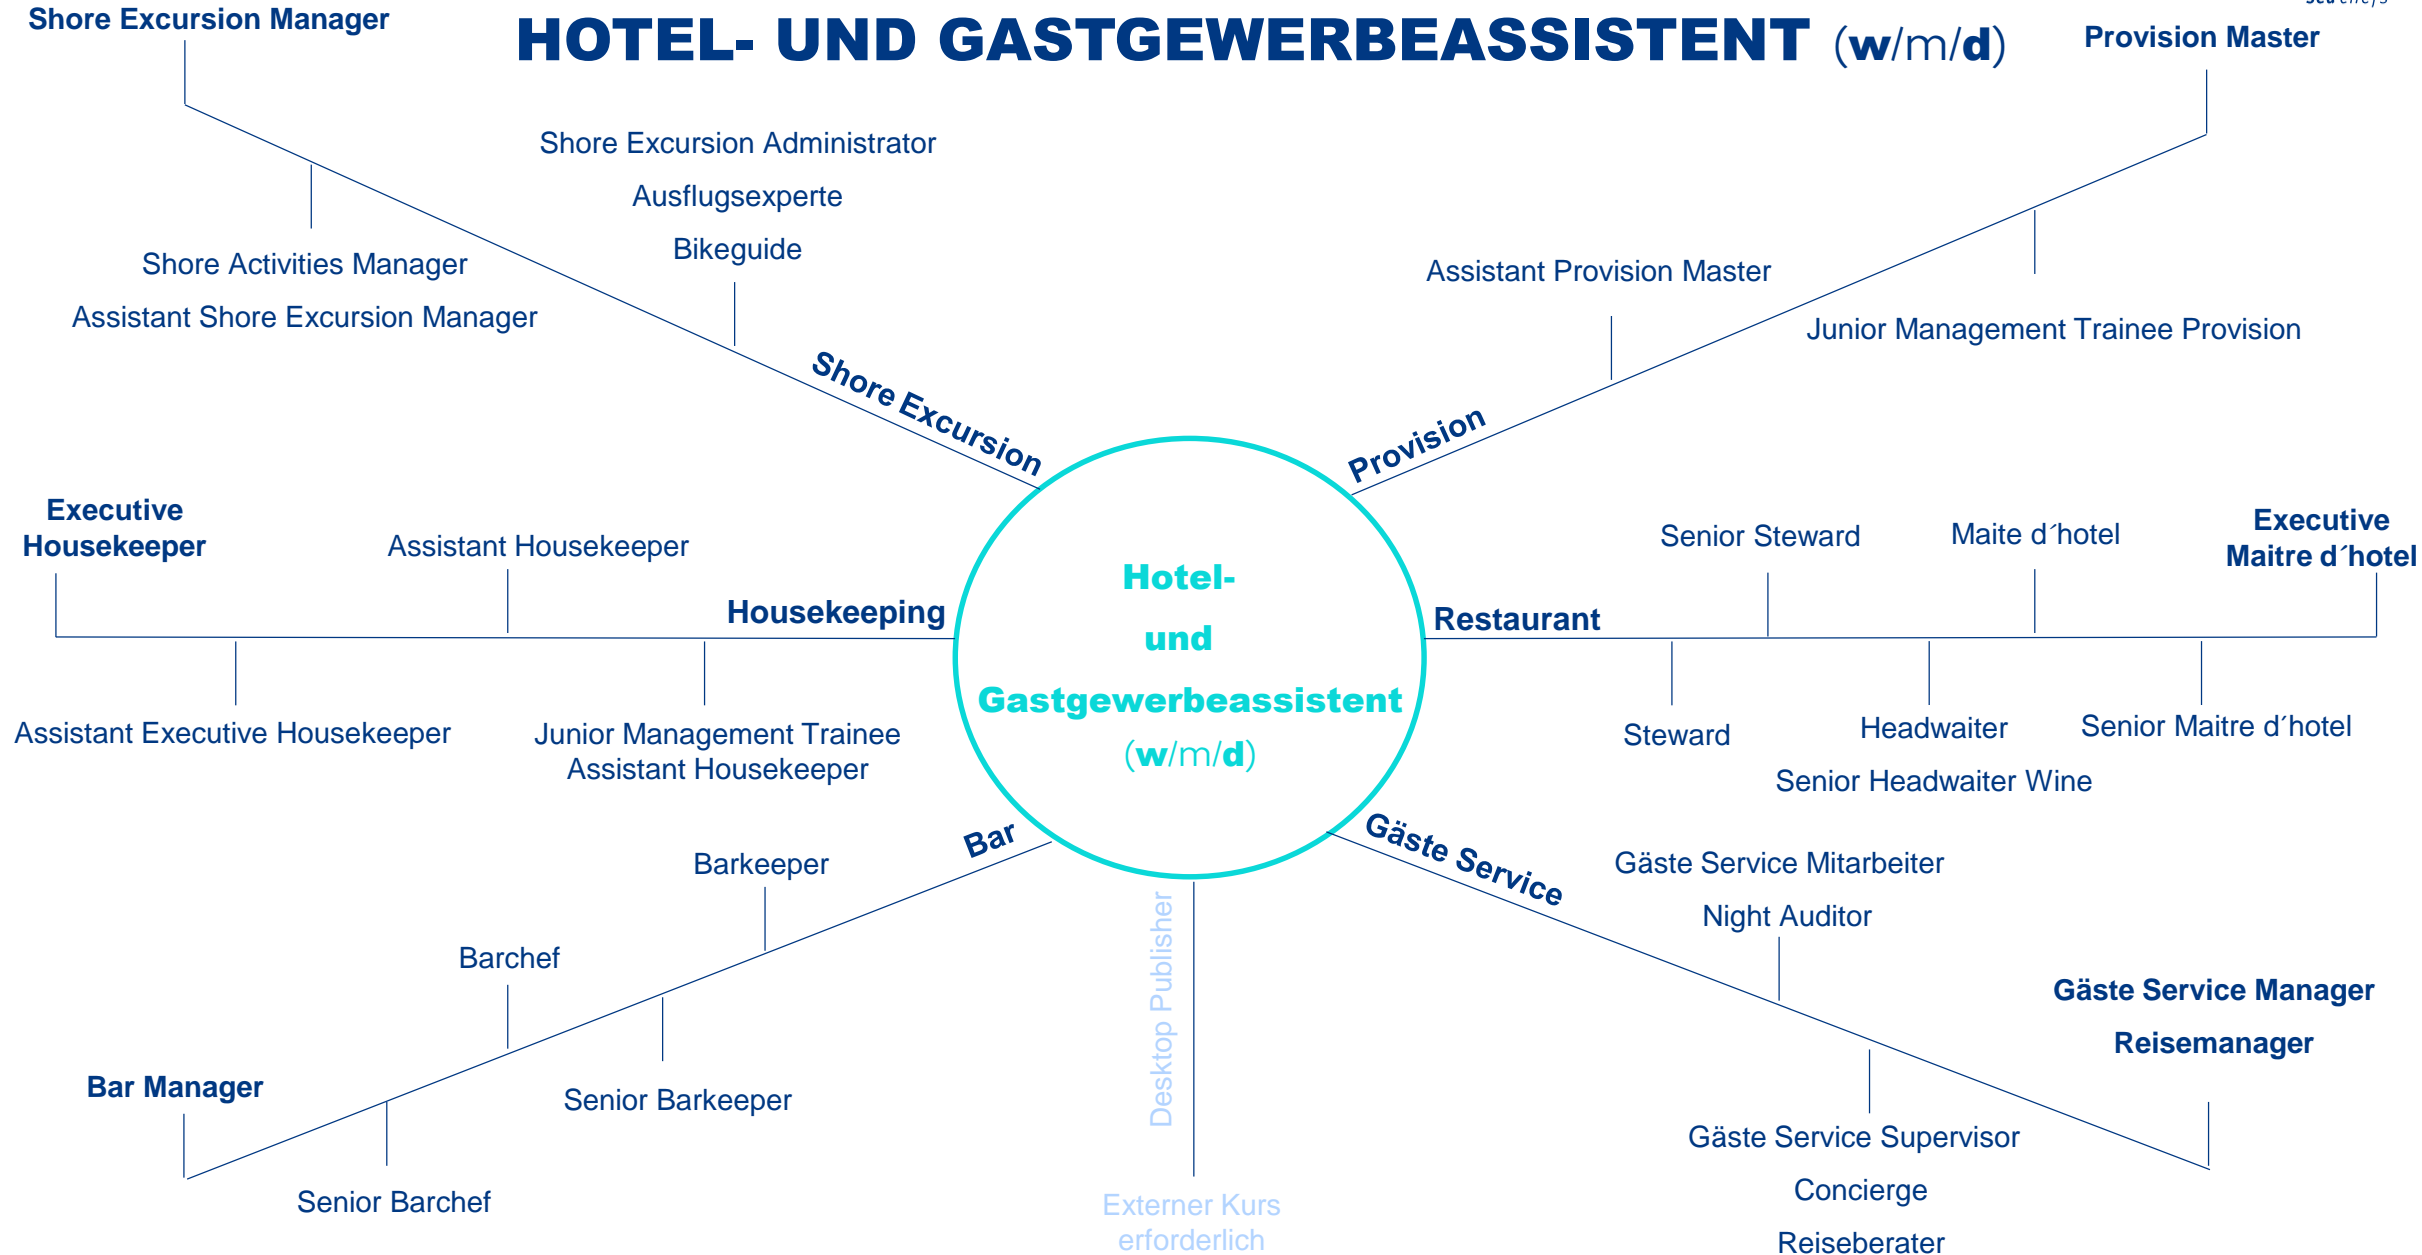 Shore Excursion Manager
HOTEL- UND GASTGEWERBEASSISTENT (w/m/d)
Provision Master
Shore Excursion Administrator
Ausflugsexperte
Bikeguide
Shore Activities Manager
Assistant Shore Excursion Manager
Assistant Provision Master
Junior Management Trainee Provision
Shore Excursion
Provision
Executive
Housekeeper
Assistant Housekeeper
Housekeeping
Assistant Executive Housekeeper
Junior Management Trainee
Assistant Housekeeper
Hotel-
und
Gastgewerbeassistent
(w/m/d)
Senior Steward
Maite d´hotel
Executive
Maitre d´hotel
Restaurant
Steward
Headwaiter
Senior Headwaiter Wine
Senior Maitre d´hotel
Bar
Barkeeper
Barchef
Senior Barkeeper
Bar Manager
Senior Barchef
Desktop Publisher
Externer Kurs
erforderlich
Gäste Service
Gäste Service Mitarbeiter
Night Auditor
Gäste Service Manager
Reisemanager
Gäste Service Supervisor
Concierge
Reiseberater